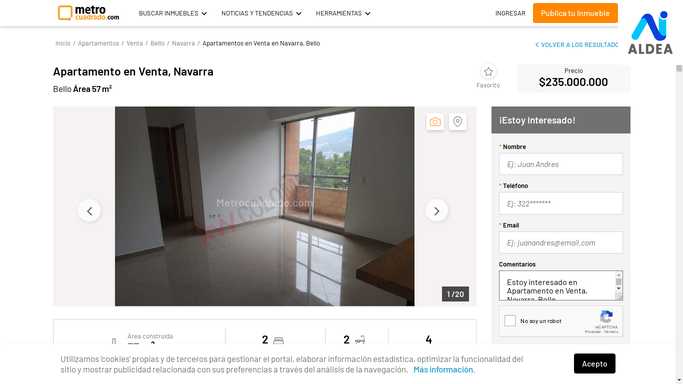 metro
cuadrado.com
BUSCAR INMUEBLES
NOTICIAS Y TENDENCIAS
HERRAMIENTAS
INGRESAR
Publica tu inmueble
ALDEA
Inicio / Apartamentos / Venta / Bello / Navarra / Apartamentos en Venta en Navarra, Bello
VOLVER A LOS RESULTADO
Apartamento en Venta, Navarra
Bello Área 57 m²
Favorito
Precio
$235.000.000
Metrocuadrado.com
1 / 20
¡Estoy interesado!
* Nombre
Ej: Juan Andres
* Teléfono
Ej: 322*******
* Email
Ej: juanandres@email.com
Comentarios
Estoy interesado en
Apartamento en Venta,
Navarra, Bello
No soy un robot
reCAPTCHA
Privacidad - Términos
Área construida
2
2
4
Utilizamos 'cookies' propias y de terceros para gestionar el portal, elaborar información estadística, optimizar la funcionalidad del
sitio y mostrar publicidad relacionada con sus preferencias a través del análisis de la navegación. Más información.
Acepto